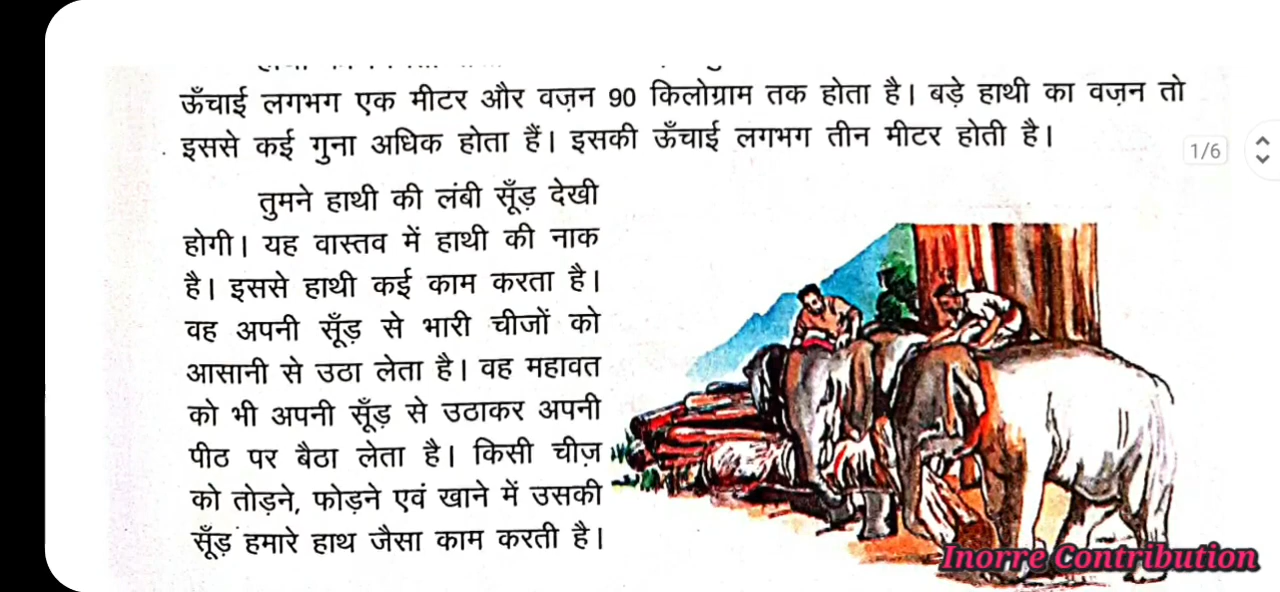 ऊँचाई लगभग एक मीटर और वज़न 90 किलोग्राम तक होता है। बड़े हाथी का वज़न तो
इससे कई गुना अधिक होता हैं। इसकी ऊँचाई लगभग तीन मीटर होती है।
1/6
तुमने हाथी की लंबी सूँड़ देखी
होगी। यह वास्तव में हाथी की नाक
है। इससे हाथी कई काम करता है।
वह अपनी सूँड़ से भारी चीजों को
आसानी से उठा लेता है। वह महावत
को भी अपनी सूँड़ से उठाकर अपनी
पीठ पर बैठा लेता है। किसी चीज़
को तोड़ने, फोड़ने एवं खाने में उसकी
सूँड़ हमारे हाथ जैसा काम करती है।
Inorre Contribution